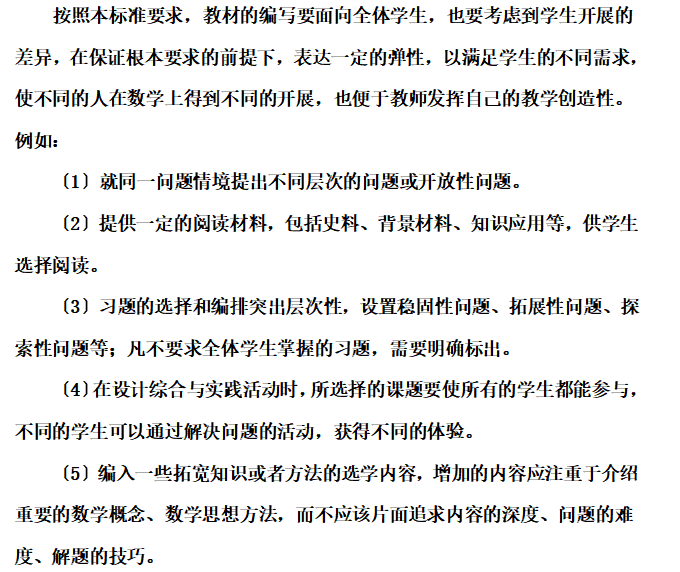 按照本标准要求，教材的编写要面向全体学生，也要考虑到学生开展的
差异，在保证根本要求的前提下，表达一定的弹性，以满足学生的不同需求，
使不同的人在数学上得到不同的开展，也便于教师发挥自己的教学创造性。
例如：
〔1〕就同一问题情境提出不同层次的问题或开放性问题。
〔2〕提供一定的阅读材料，包括史料、背景材料、知识应用等，供学生
选择阅读。
〔3〕习题的选择和编排突出层次性，设置稳固性问题、拓展性问题、探
索性问题等；凡不要求全体学生掌握的习题，需要明确标出。
〔4〕在设计综合与实践活动时，所选择的课题要使所有的学生都能参与，
不同的学生可以通过解决问题的活动，获得不同的体验。
〔5〕编入一些拓宽知识或者方法的选学内容，增加的内容应注重于介绍
重要的数学概念、数学思想方法，而不应该片面追求内容的深度、问题的难
度、解题的技巧。